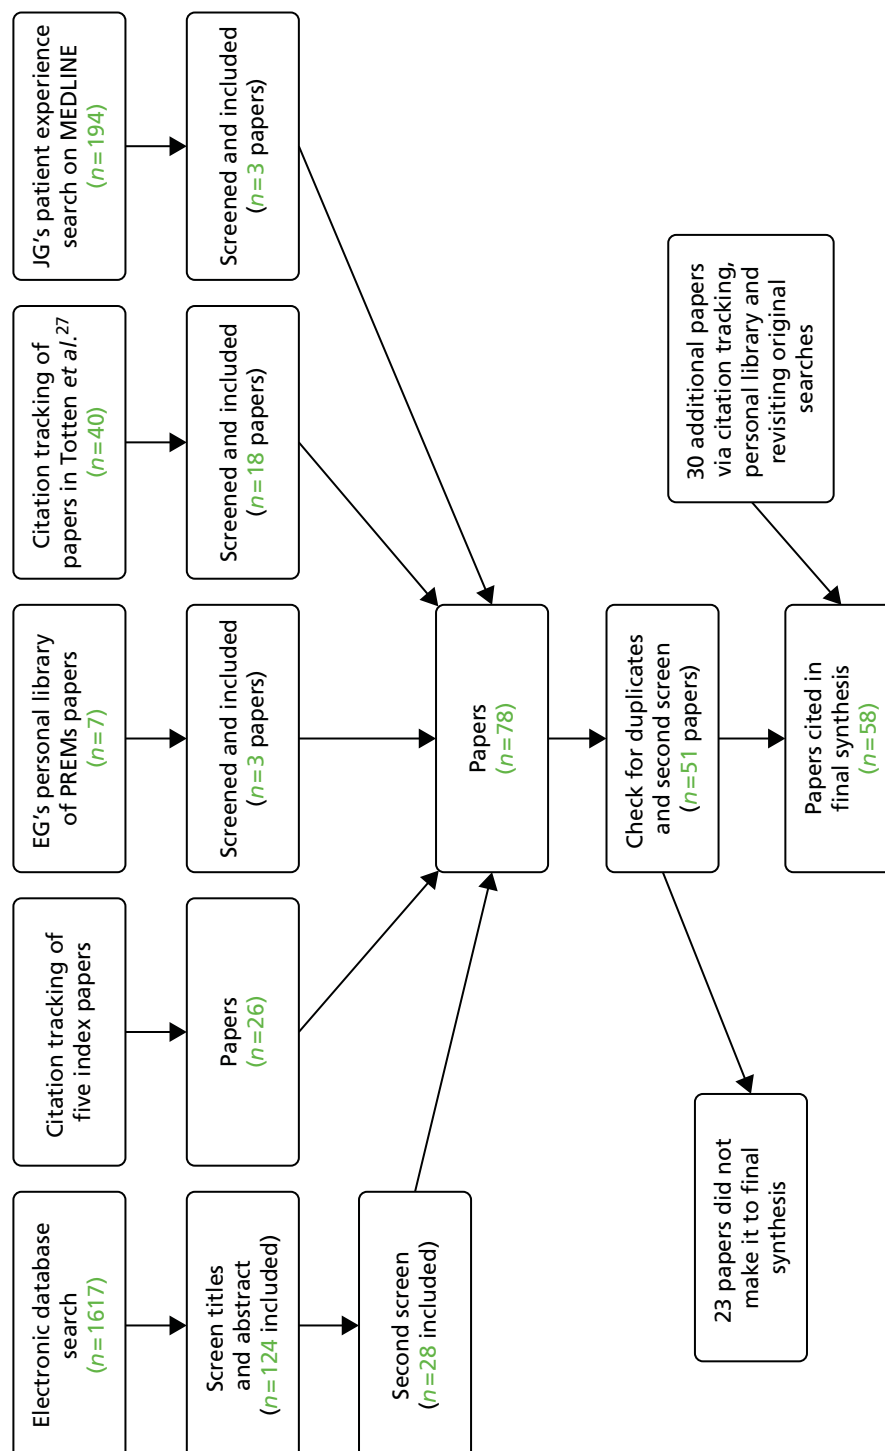 Electronic database
search
(n=1617)
Citation tracking of
five index papers
EG's personal library
of PREMs papers
(n=7)
Citation tracking of
papers in Totten et al.27
(n=40)
JG's patient experience
search on MEDLINE
(n=194)
Screen titles
and abstract
(n=124 included)
Papers
(n=26)
Screened and included
(n=3 papers)
Screened and included
(n=18 papers)
Screened and included
(n=3 papers)
Second screen
(n=28 included)
Papers
(n=78)
Check for duplicates
and second screen
(n=51 papers)
23 papers did not
make it to final
synthesis
30 additional papers
via citation tracking,
personal library and
revisiting original
searches
Papers cited in
final synthesis
(n=58)